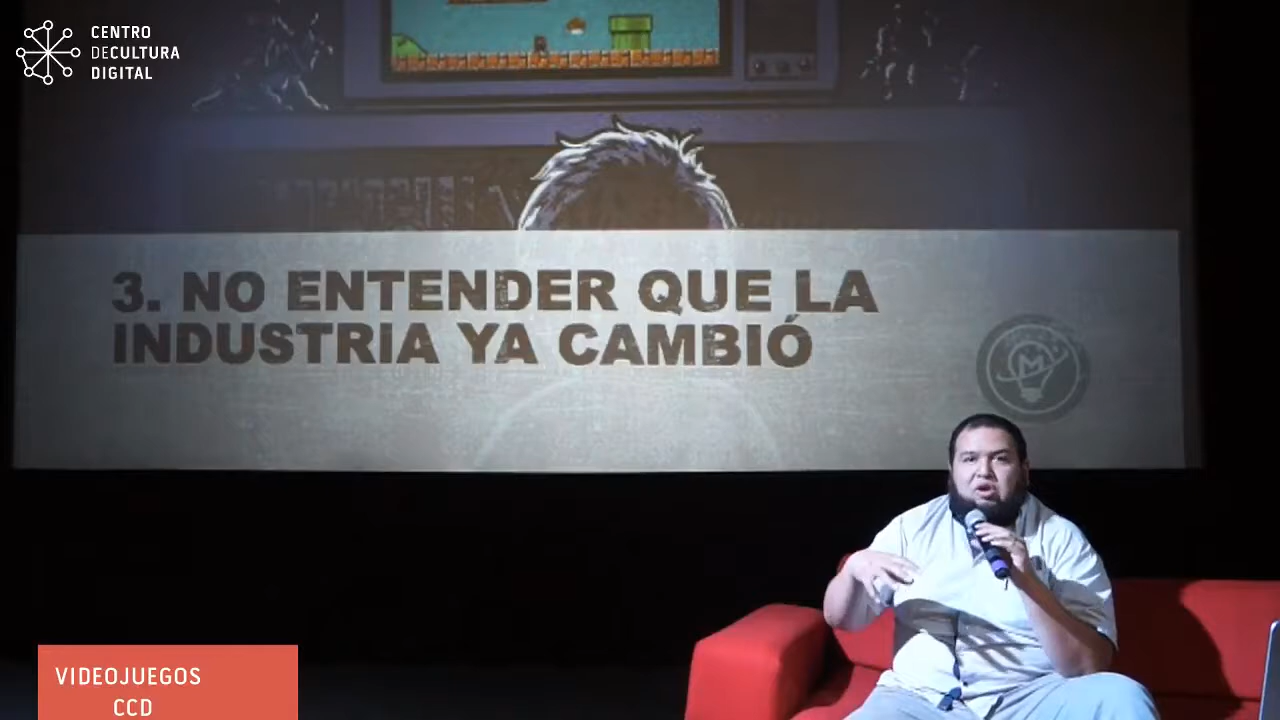 CENTRO
DECULTURA
DIGITAL
3. NO ENTENDER QUE LA
INDUSTRIA YA CAMBIÓ
M
VIDEOJUEGOS
CCD